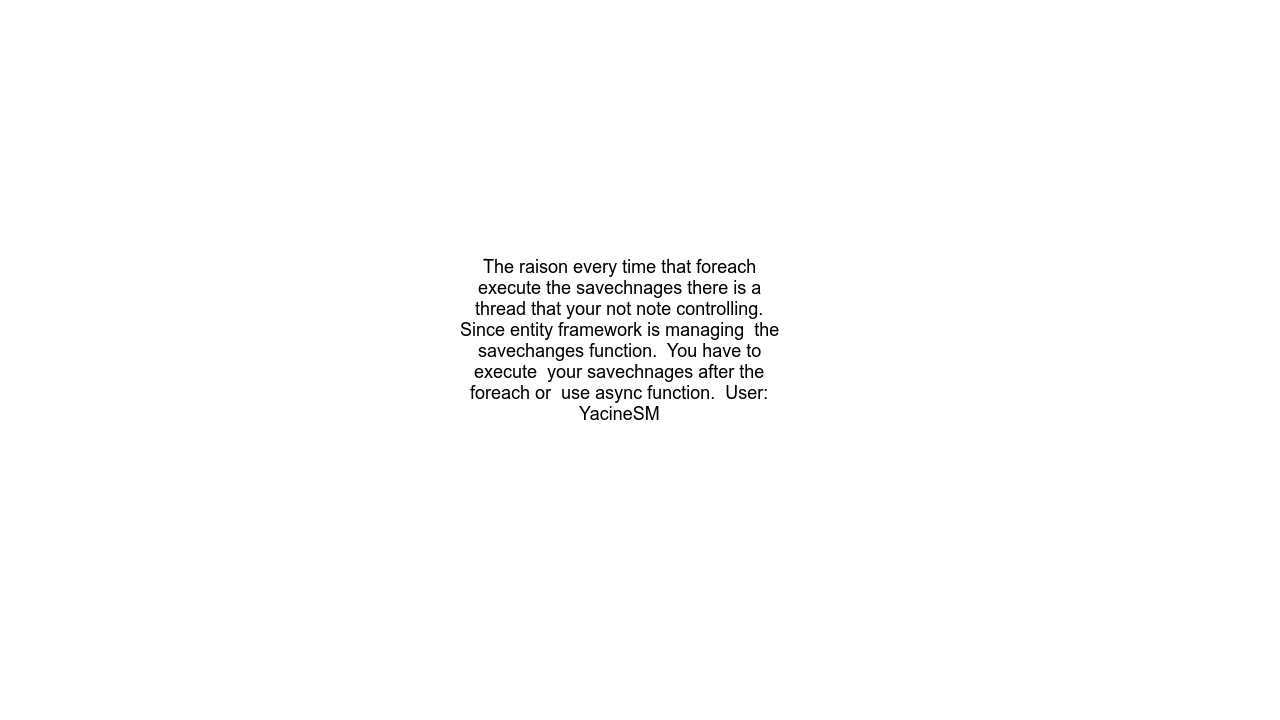 The raison every time that foreach
execute the savechnages there is a
thread that your not note controlling.
Since entity framework is managing  the
savechanges function.  You have to
execute  your savechnages after the
foreach or  use async function.  User:
YacineSM